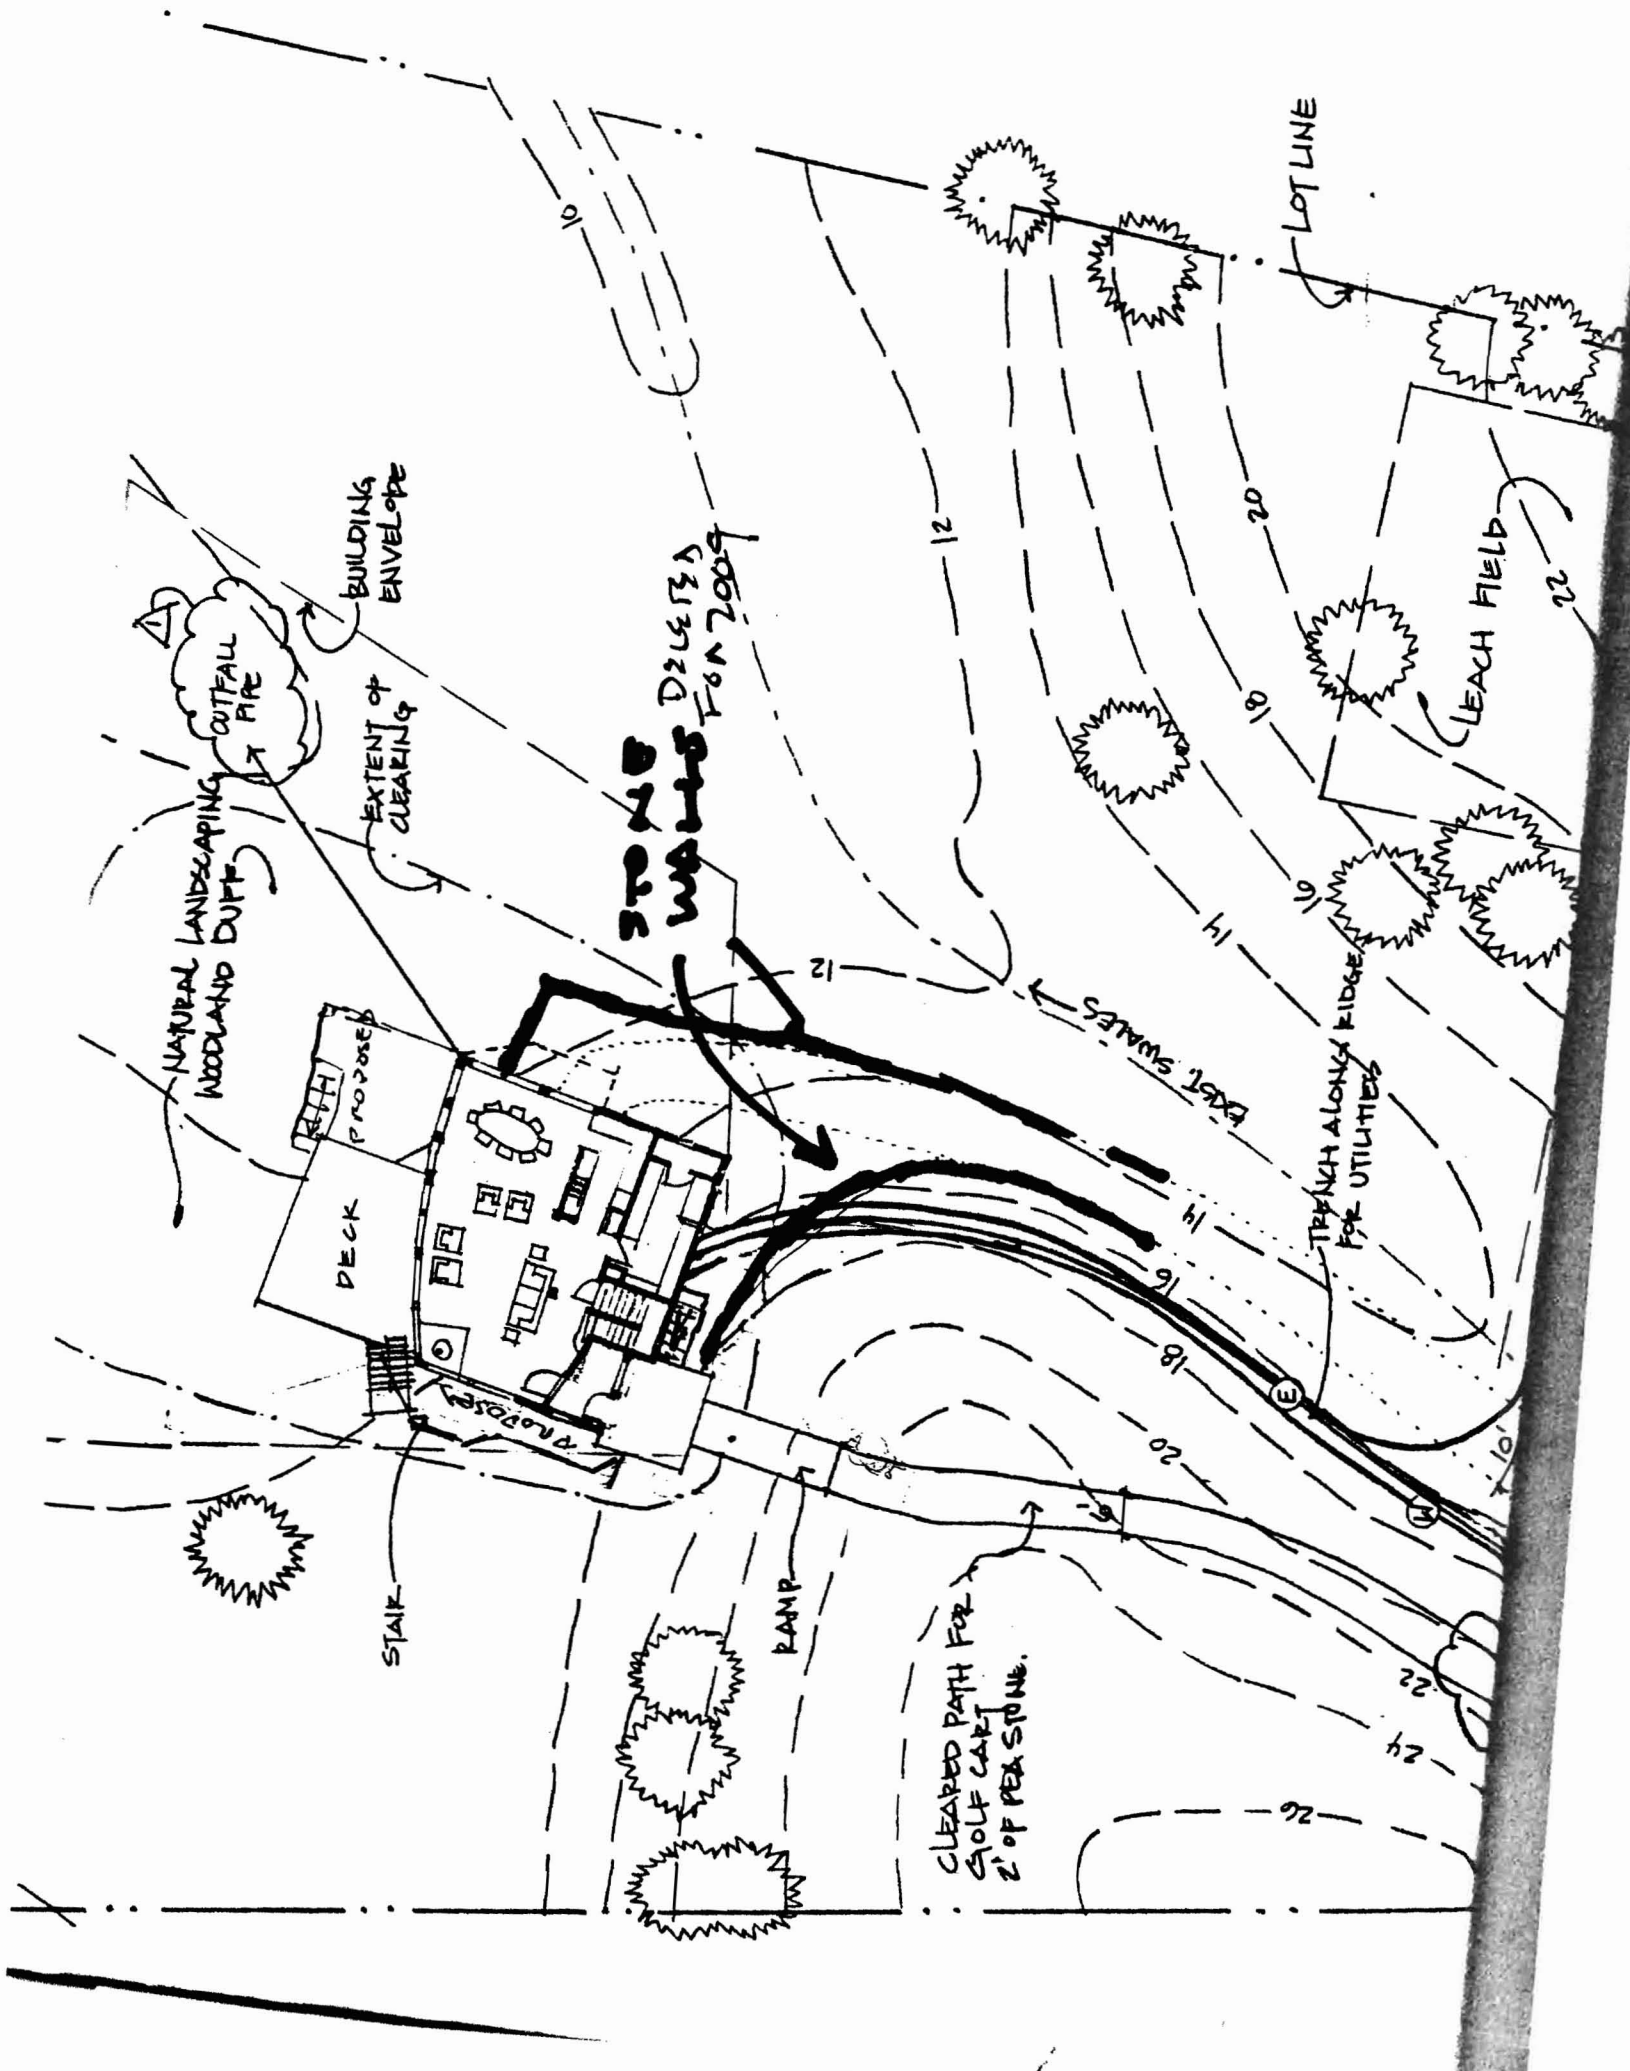 NATURAL LANDSCAPING
WOODLAND DUFF
OUTFALL
PIPE
1
BUILDING
ENVELOPE
EXTENT OF
CLEARING
STONE
WALLS
DELETED
FOR 2009
10
12
12
LOT LINE
20
18
16
14
22
LEACH FIELD
EXIST. SWALES
TRENCH ALONG RIDGE
FOR UTILITIES
PROPOSED
DECK
PROPOSED
STAIR
RAMP
CLEARED PATH FOR
GOLF CART
2" OF PEA STONE.
6'
14
16
18
20
22
24
26
E
W
10'